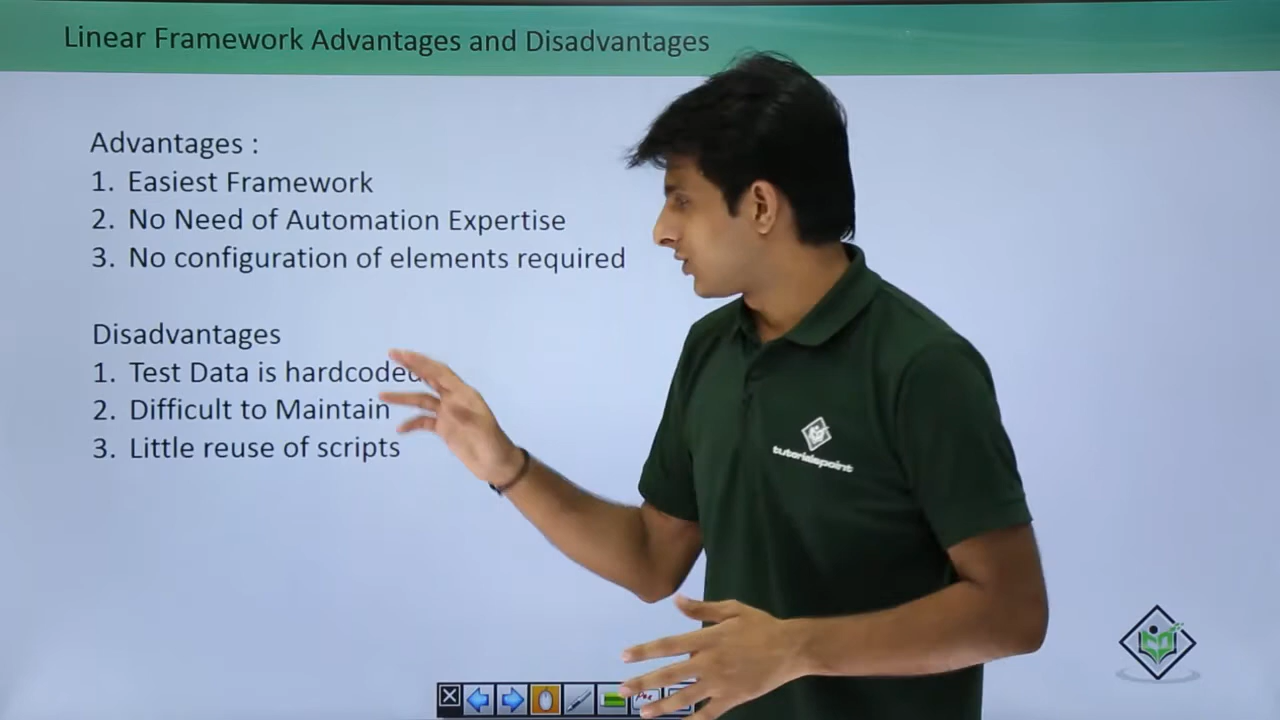 Linear Framework Advantages and Disadvantages
Advantages :
1. Easiest Framework
2. No Need of Automation Expertise
3. No configuration of elements required
Disadvantages
1. Test Data is hardcoded
2. Difficult to Maintain
3. Little reuse of scripts
tutorialspoint